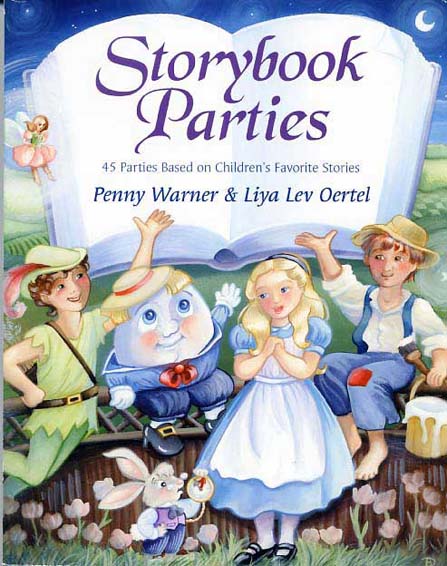 Storybook
Parties
45 Parties Based on Children's Favorite Stories
Penny Warner & Liya Lev Oertel